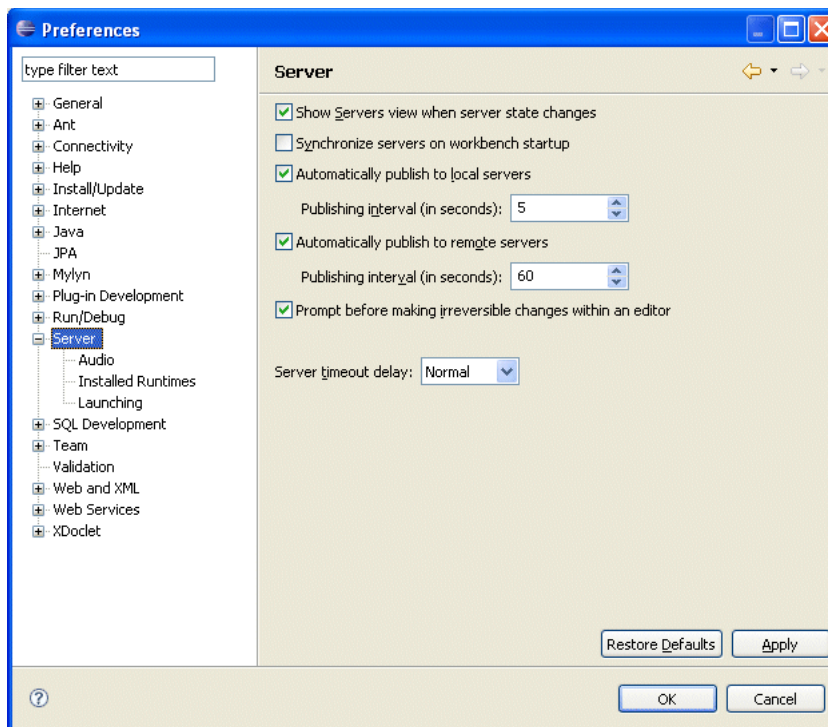 Preferences
type filter text
General
Ant
Connectivity
Help
Install/Update
Internet
Java
JPA
Mylyn
Plug-in Development
Run/Debug
Server
Audio
Installed Runtimes
Launching
SQL Development
Team
Validation
Web and XML
Web Services
XDoclet
Server
Show Servers view when server state changes
Synchronize servers on workbench startup
Automatically publish to local servers
Publishing interval (in seconds): 5
Automatically publish to remote servers
Publishing interval (in seconds): 60
Prompt before making irreversible changes within an editor
Server timeout delay: Normal
Restore Defaults Apply
? OK Cancel